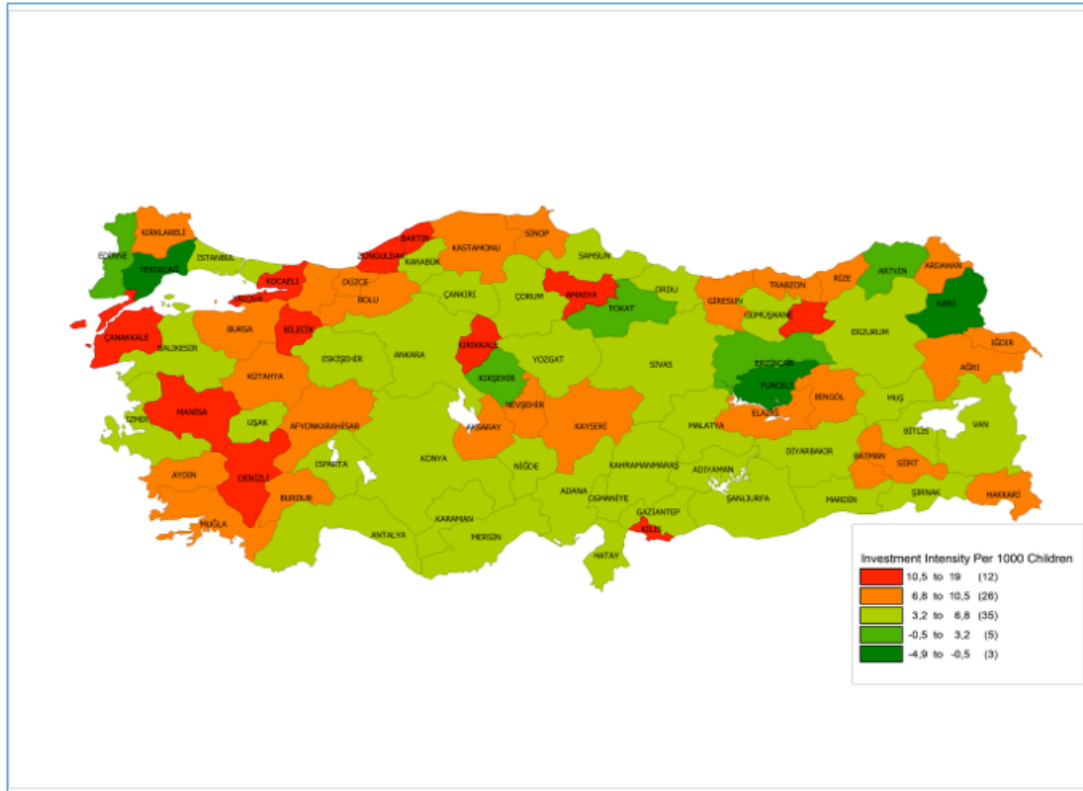 KIRKLARELİ
EDİRNE
TEKİRDAĞ
İSTANBUL
KOCAELİ
YALOVA
ÇANAKKALE
BALIKESİR
BURSA
BİLECİK
DÜZCE
BOLU
ZONGULDAK
BARTIN
KARABÜK
KASTAMONU
SİNOP
SAMSUN
ÇANKIRI
ÇORUM
AMASYA
TOKAT
ORDU
GİRESUN
TRABZON
GÜMÜŞHANE
RİZE
ARTVİN
ARDAHAN
KARS
IĞDIR
AĞRI
ERZURUM
ERZİNCAN
TUNCELİ
BİNGÖL
ELAZIĞ
MUŞ
BİTLİS
VAN
ESKİŞEHİR
ANKARA
KIRIKKALE
KIRŞEHİR
YOZGAT
SİVAS
KÜTAHYA
MANİSA
UŞAK
AFYONKARAHİSAR
İZMİR
AYDIN
DENİZLİ
ISPARTA
BURDUR
MUĞLA
ANTALYA
KONYA
KARAMAN
MERSİN
AKSARAY
NEVŞEHİR
NİĞDE
KAYSERİ
ADANA
OSMANİYE
KAHRAMANMARAŞ
MALATYA
ADIYAMAN
GAZİANTEP
KİLİS
HATAY
ŞANLIURFA
DİYARBAKIR
MARDİN
BATMAN
SİİRT
ŞIRNAK
HAKKARİ
Investment Intensity Per 1000 Children
10,5 to 19 (12)
6,8 to 10,5 (26)
3,2 to 6,8 (35)
-0,5 to 3,2 (5)
-4,9 to -0,5 (3)